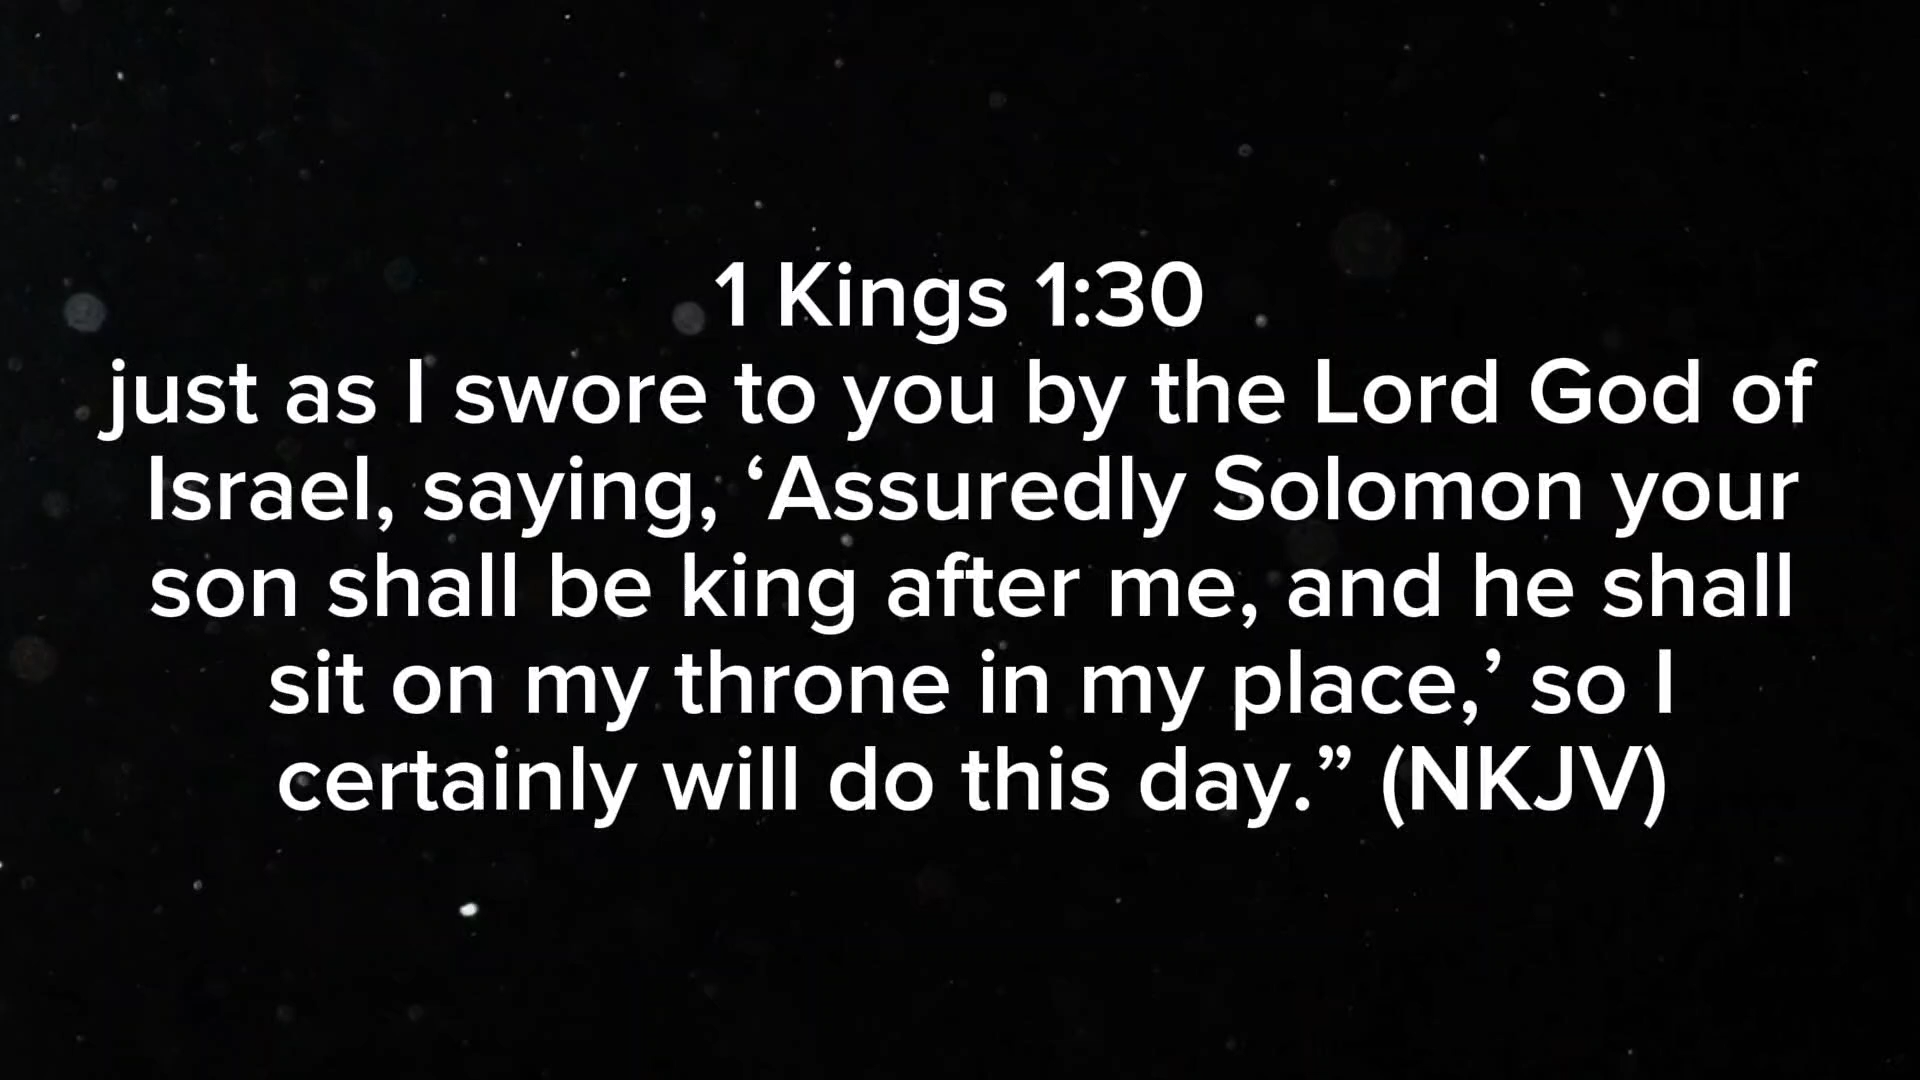 1 Kings 1:30
just as I swore to you by the Lord God of
Israel, saying, ‘Assuredly Solomon your
son shall be king after me, and he shall
sit on my throne in my place,’ so I
certainly will do this day.” (NKJV)